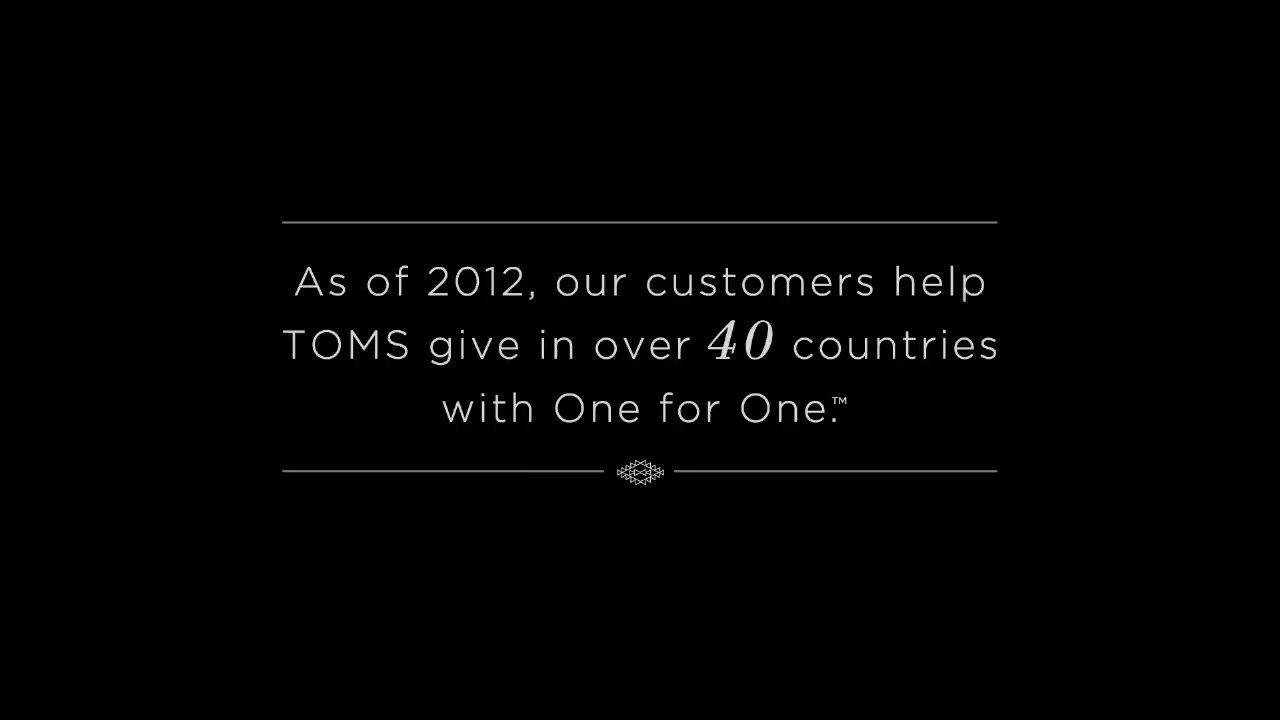 As of 2012, our customers help
TOMS give in over 40 countries
with One for One.™